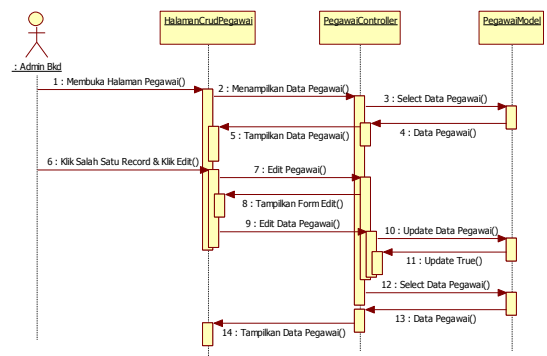 HalamanCrudPegawai
PegawaiController
PegawaiModel
: Admin Bkd
1 : Membuka Halaman Pegawai()
2 : Menampilkan Data Pegawai()
3 : Select Data Pegawai()
4 : Data Pegawai()
5 : Tampilkan Data Pegawai()
6 : Klik Salah Satu Record & Klik Edit()
7 : Edit Pegawai()
8 : Tampilkan Form Edit()
9 : Edit Data Pegawai()
10 : Update Data Pegawai()
11 : Update True()
12 : Select Data Pegawai()
13 : Data Pegawai()
14 : Tampilkan Data Pegawai()